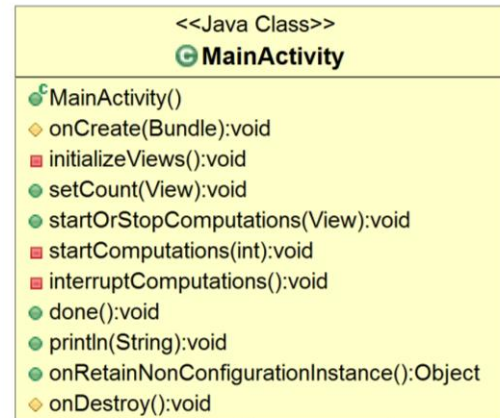 <<Java Class>>
C MainActivity
C MainActivity()
onCreate(Bundle):void
initializeViews():void
setCount(View):void
startOrStopComputations(View):void
startComputations(int):void
interruptComputations():void
done():void
println(String):void
onRetainNonConfigurationInstance():Object
onDestroy():void